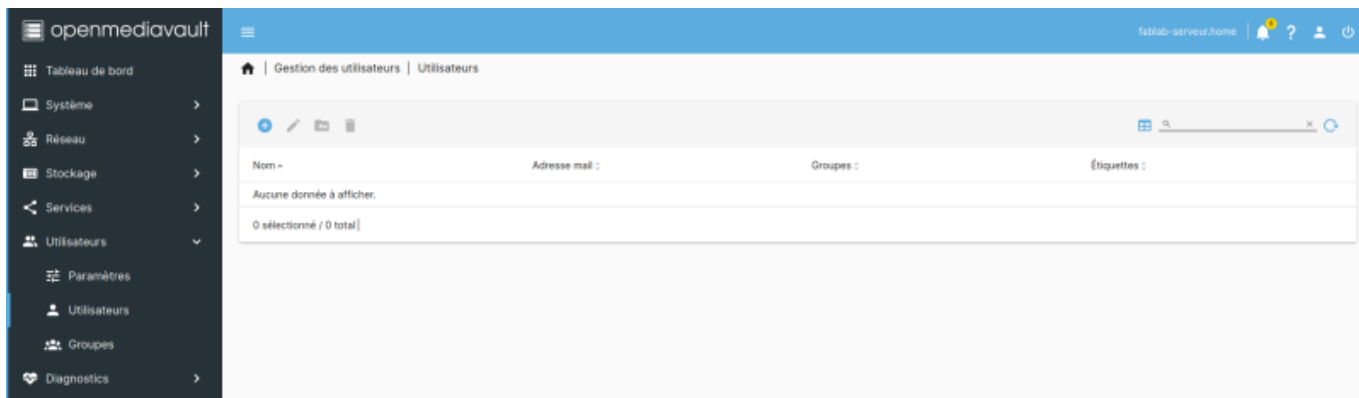 openmediavault
fablab-serveur.home
Tableau de bord
Gestion des utilisateurs | Utilisateurs
Système
Réseau
Stockage
Services
Utilisateurs
Paramètres
Utilisateurs
Groupes
Diagnostics
Nom
Adresse mail
Groupes
Étiquettes
Aucune donnée à afficher.
0 sélectionné / 0 total